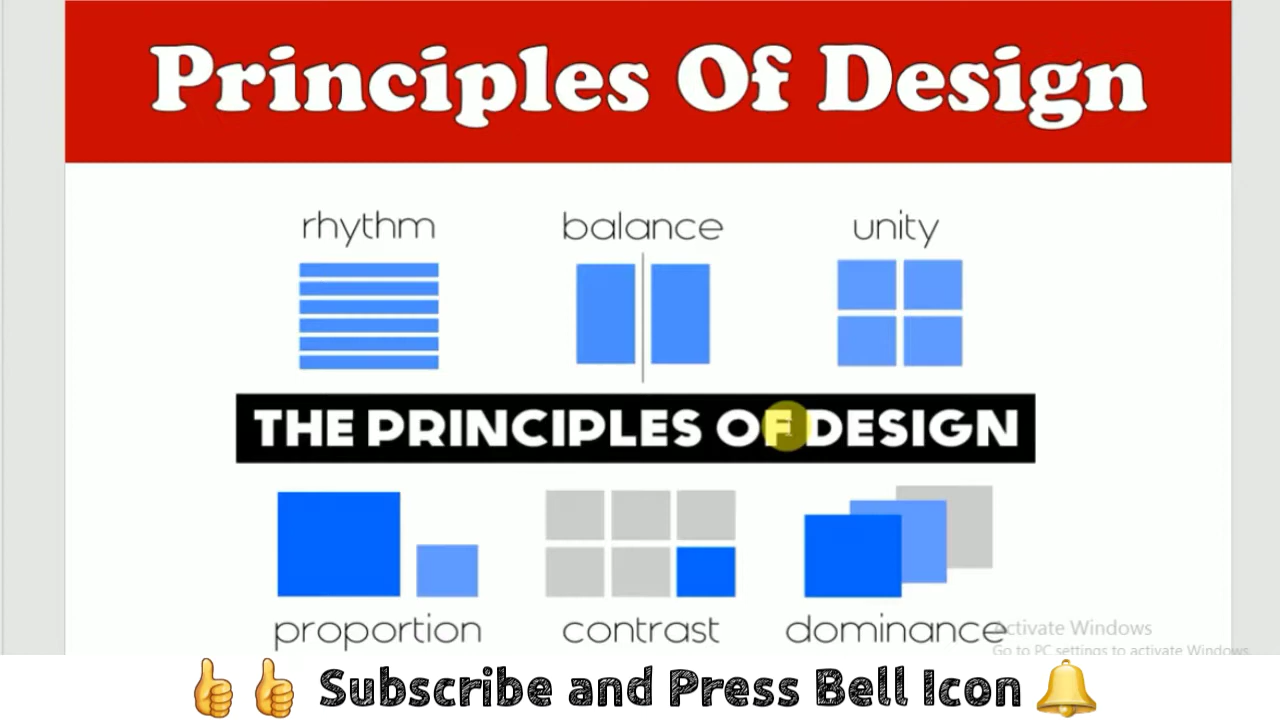 Principles Of Design
rhythm balance unity
THE PRINCIPLES OF DESIGN
proportion contrast dominance
Activate Windows
Go to PC settings to activate Windows.
Subscribe and Press Bell Icon